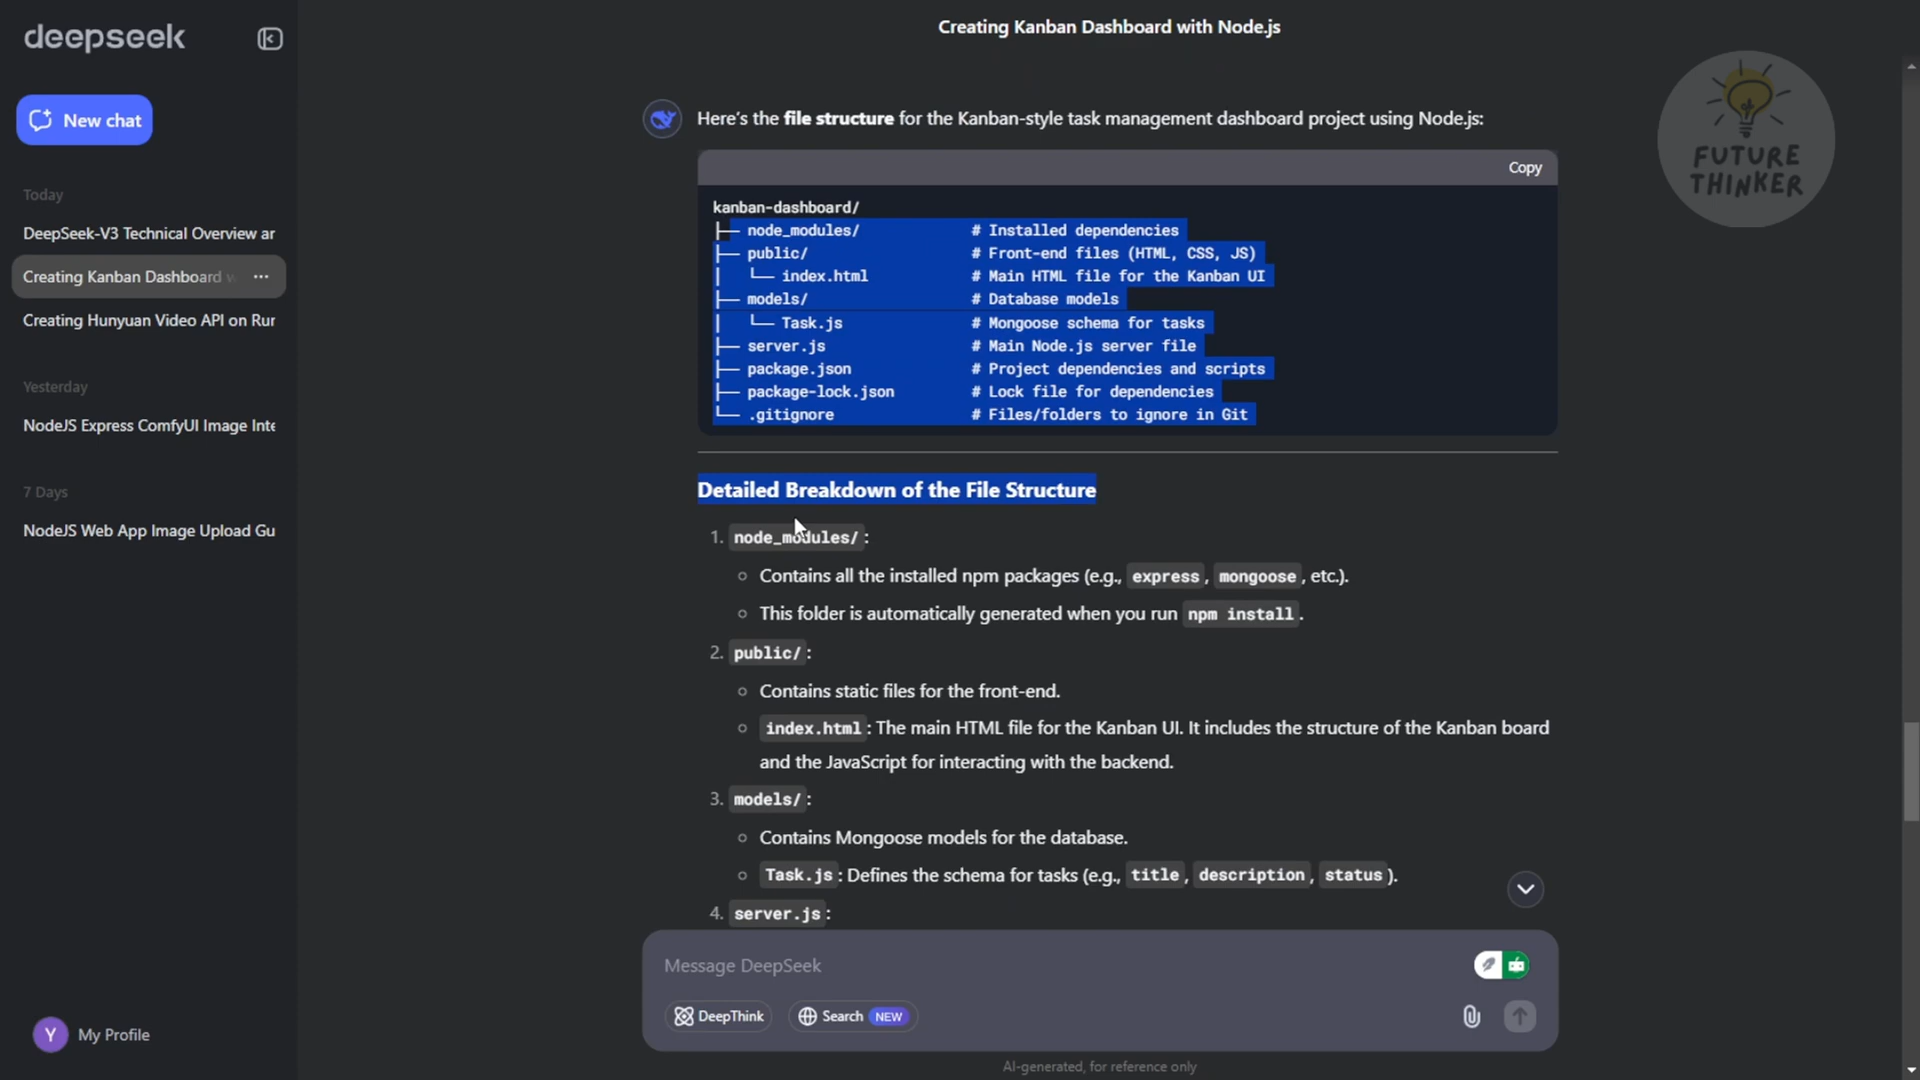 deepseek
New chat
Today
DeepSeek-V3 Technical Overview ar
Creating Kanban Dashboard w ...
Creating Hunyuan Video API on Rur
Yesterday
NodeJS Express ComfyUI Image Inte
7 Days
NodeJS Web App Image Upload Gu
Y My Profile
Creating Kanban Dashboard with Node.js
FUTURE
THINKER
Here's the file structure for the Kanban-style task management dashboard project using Node.js:
Copy
kanban-dashboard/
├── node_modules/ # Installed dependencies
├── public/ # Front-end files (HTML, CSS, JS)
│ └── index.html # Main HTML file for the Kanban UI
├── models/ # Database models
│ └── Task.js # Mongoose schema for tasks
├── server.js # Main Node.js server file
├── package.json # Project dependencies and scripts
├── package-lock.json # Lock file for dependencies
└── .gitignore # Files/folders to ignore in Git
Detailed Breakdown of the File Structure
1. node_modules/ :
○ Contains all the installed npm packages (e.g., express , mongoose , etc.).
○ This folder is automatically generated when you run npm install .
2. public/ :
○ Contains static files for the front-end.
○ index.html : The main HTML file for the Kanban UI. It includes the structure of the Kanban board
and the JavaScript for interacting with the backend.
3. models/ :
○ Contains Mongoose models for the database.
○ Task.js : Defines the schema for tasks (e.g., title , description , status ).
4. server.js :
Message DeepSeek
DeepThink Search NEW
AI-generated, for reference only